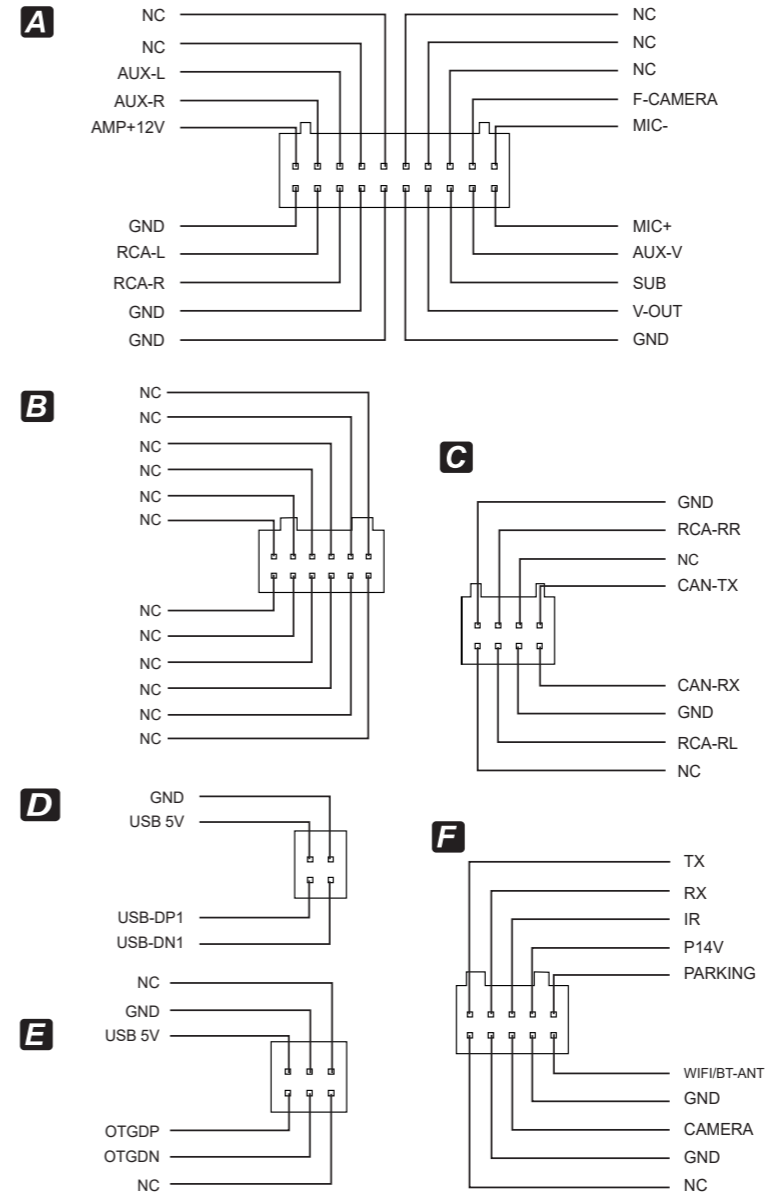 A
NC
NC
AUX-L
AUX-R
AMP+12V
NC
NC
NC
F-CAMERA
MIC-
GND
RCA-L
RCA-R
GND
GND
MIC+
AUX-V
SUB
V-OUT
GND
B
NC
NC
NC
NC
NC
NC
NC
NC
NC
NC
NC
NC
C
GND
RCA-RR
NC
CAN-TX
CAN-RX
GND
RCA-RL
NC
D
GND
USB 5V
USB-DP1
USB-DN1
E
NC
GND
USB 5V
OTGDP
OTGDN
NC
F
TX
RX
IR
P14V
PARKING
WIFI/BT-ANT
GND
CAMERA
GND
NC